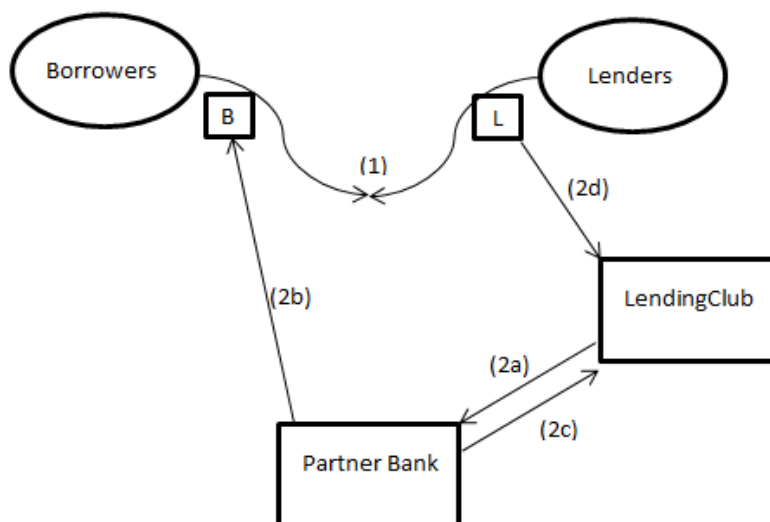 Borrowers
Lenders
B
L
(1)
(2d)
LendingClub
(2b)
(2a)
(2c)
Partner Bank